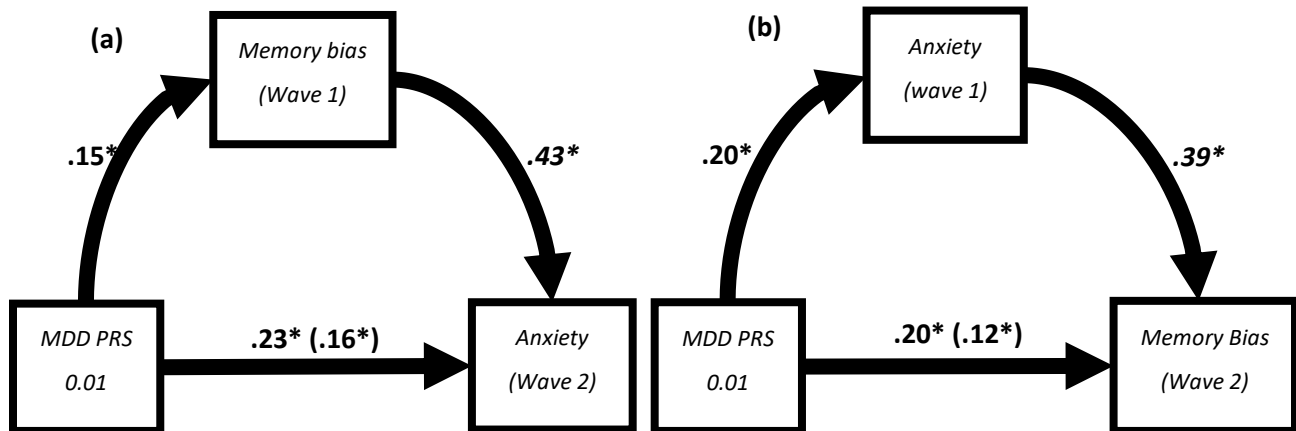 (a)
Memory bias
(Wave 1)
.15*
.43*
MDD PRS
0.01
.23* (.16*)
Anxiety
(Wave 2)
(b)
Anxiety
(wave 1)
.20*
.39*
MDD PRS
0.01
.20* (.12*)
Memory Bias
(Wave 2)